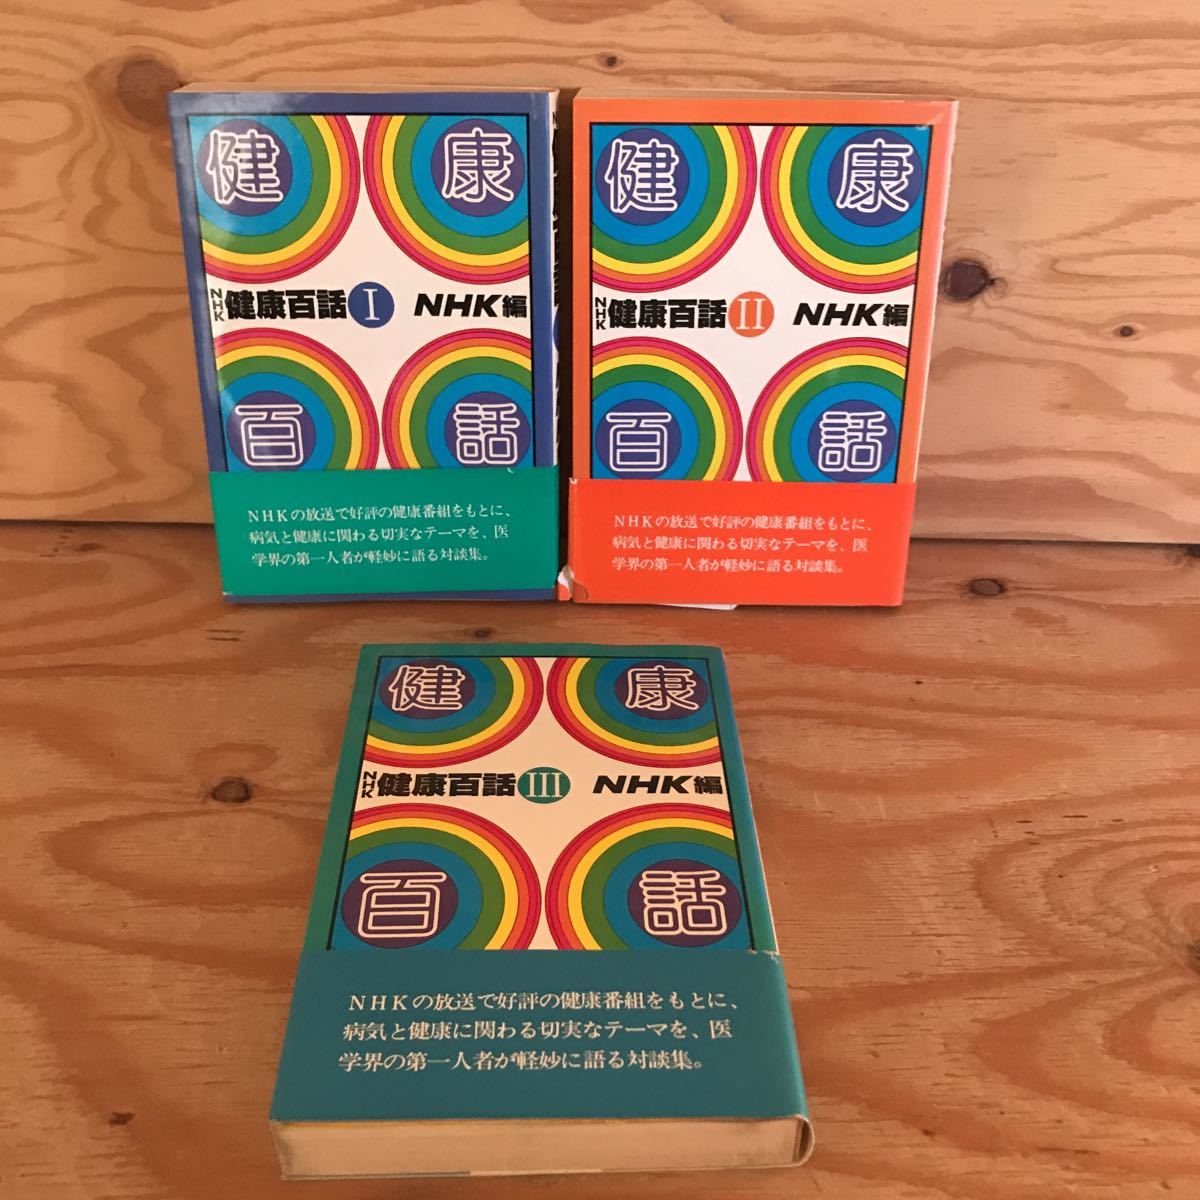 健 康
NHK 健康百話 I NHK編
百 話
NHKの放送で好評の健康番組をもとに、
病気と健康に関わる切実なテーマを、医
学界の第一人者が軽妙に語る対談集。
健 康
NHK 健康百話 II NHK編
百 話
NHKの放送で好評の健康番組をもとに、
病気と健康に関わる切実なテーマを、医
学界の第一人者が軽妙に語る対談集。
健 康
NHK 健康百話 III NHK編
百 話
NHKの放送で好評の健康番組をもとに、
病気と健康に関わる切実なテーマを、医
学界の第一人者が軽妙に語る対談集。